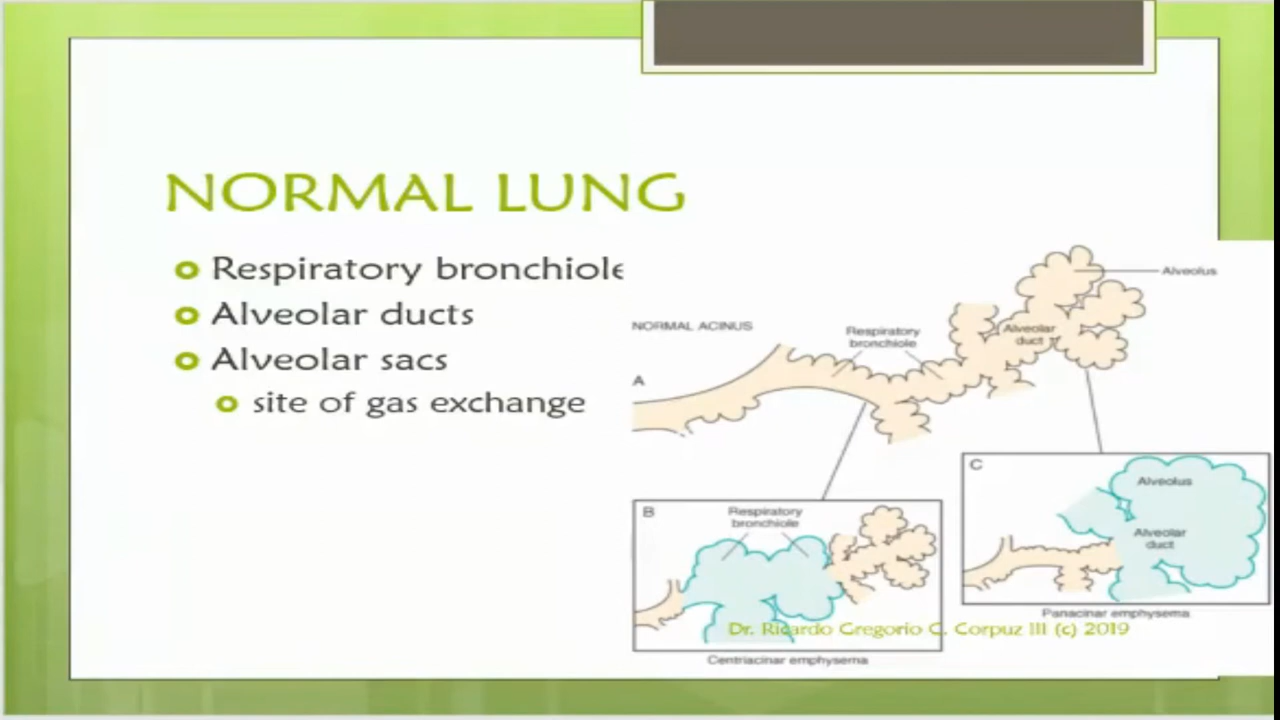 NORMAL LUNG
Respiratory bronchiole
Alveolar ducts
Alveolar sacs
site of gas exchange
Alveolus
NORMAL ACINUS
Respiratory
bronchiole
Alveolar
duct
A
C
Alveolus
Alveolar
duct
Panacinar emphysema
B
Respiratory
bronchiole
Dr. Ricardo Gregorio C. Corpuz III (c) 2019
Centriacinar emphysema